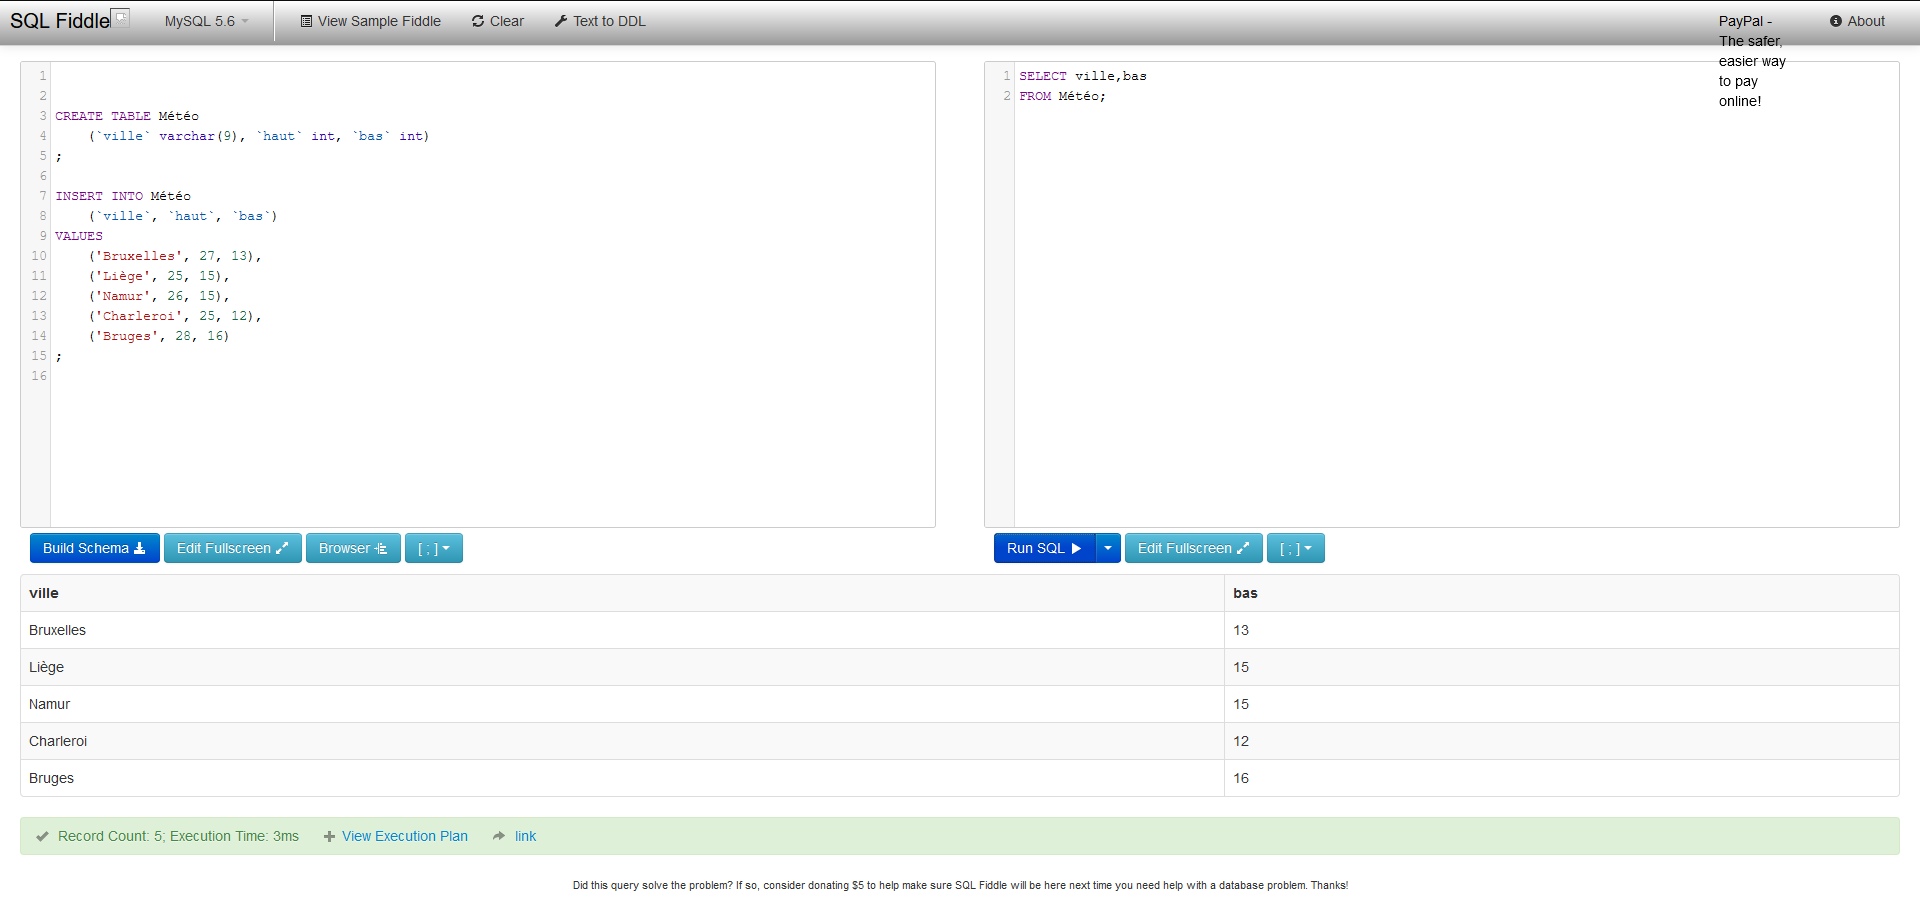 SQL Fiddle MySQL 5.6 View Sample Fiddle Clear Text to DDL About
PayPal -
The safer,
easier way
to pay
online!
1
2
3 CREATE TABLE Météo
4 (`ville` varchar(9), `haut` int, `bas` int)
5 ;
6
7 INSERT INTO Météo
8 (`ville`, `haut`, `bas`)
9 VALUES
10 ('Bruxelles', 27, 13),
11 ('Liège', 25, 15),
12 ('Namur', 26, 15),
13 ('Charleroi', 25, 12),
14 ('Bruges', 28, 16)
15 ;
16
1 SELECT ville,bas
2 FROM Météo;
Build Schema Edit Fullscreen Browser [ ; ]
Run SQL Edit Fullscreen [ ; ]
ville bas
Bruxelles 13
Liège 15
Namur 15
Charleroi 12
Bruges 16
Record Count: 5; Execution Time: 3ms View Execution Plan link
Did this query solve the problem? If so, consider donating $5 to help make sure SQL Fiddle will be here next time you need help with a database problem. Thanks!